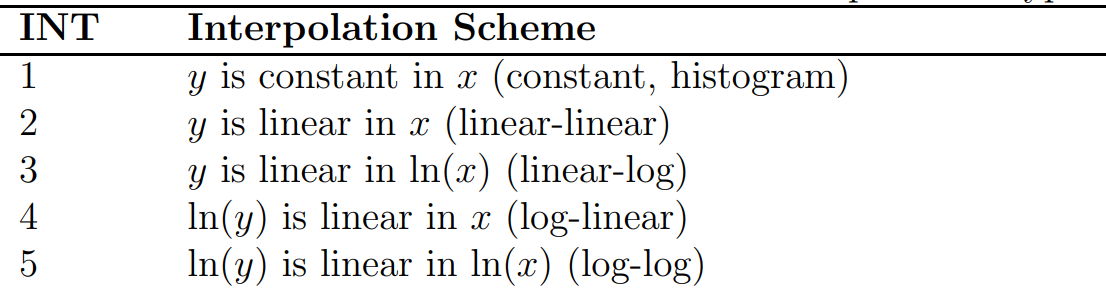 INT Interpolation Scheme
1 y is constant in x (constant, histogram)
2 y is linear in x (linear-linear)
3 y is linear in ln(x) (linear-log)
4 ln(y) is linear in x (log-linear)
5 ln(y) is linear in ln(x) (log-log)